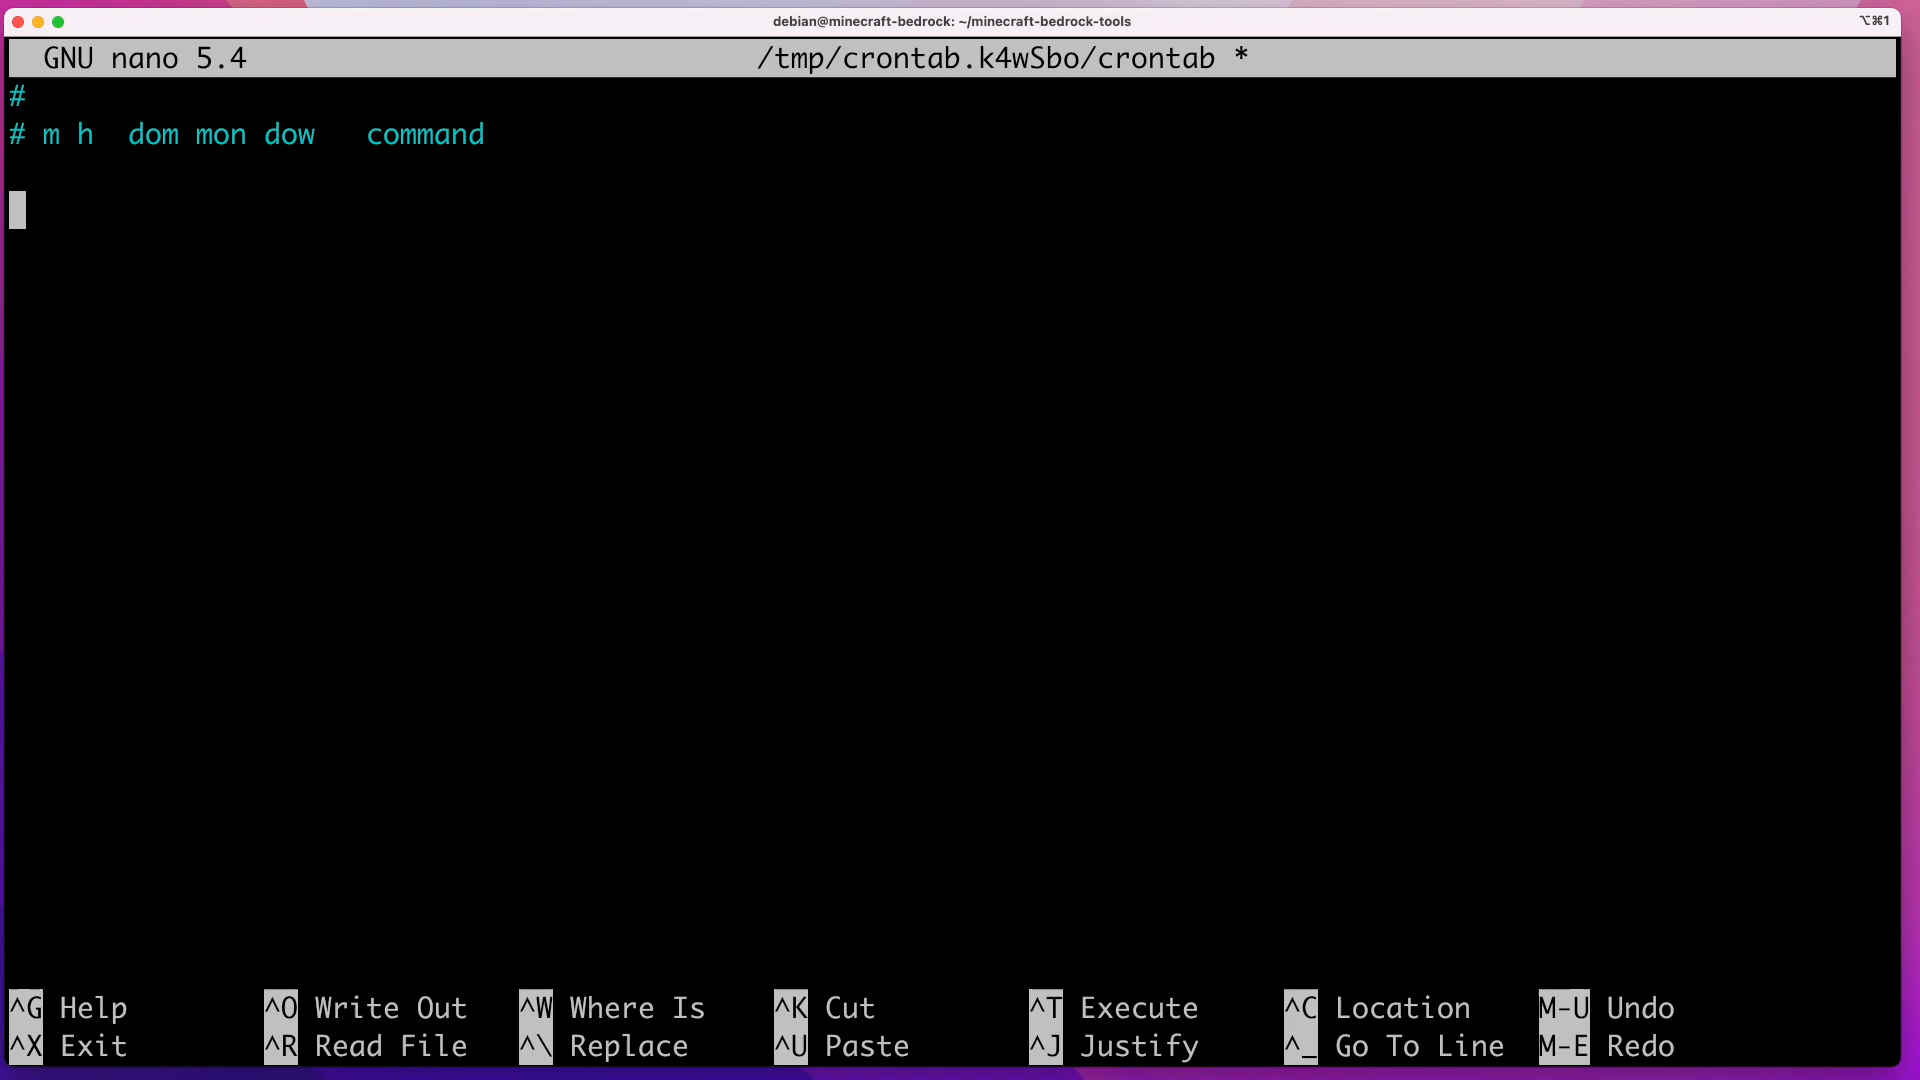 debian@minecraft-bedrock: ~/minecraft-bedrock-tools ⌥⌘1
GNU nano 5.4 /tmp/crontab.k4wSbo/crontab *
#
# m h  dom mon dow   command
^G Help ^O Write Out ^W Where Is ^K Cut ^T Execute ^C Location M-U Undo
^X Exit ^R Read File ^\ Replace ^U Paste ^J Justify ^_ Go To Line M-E Redo